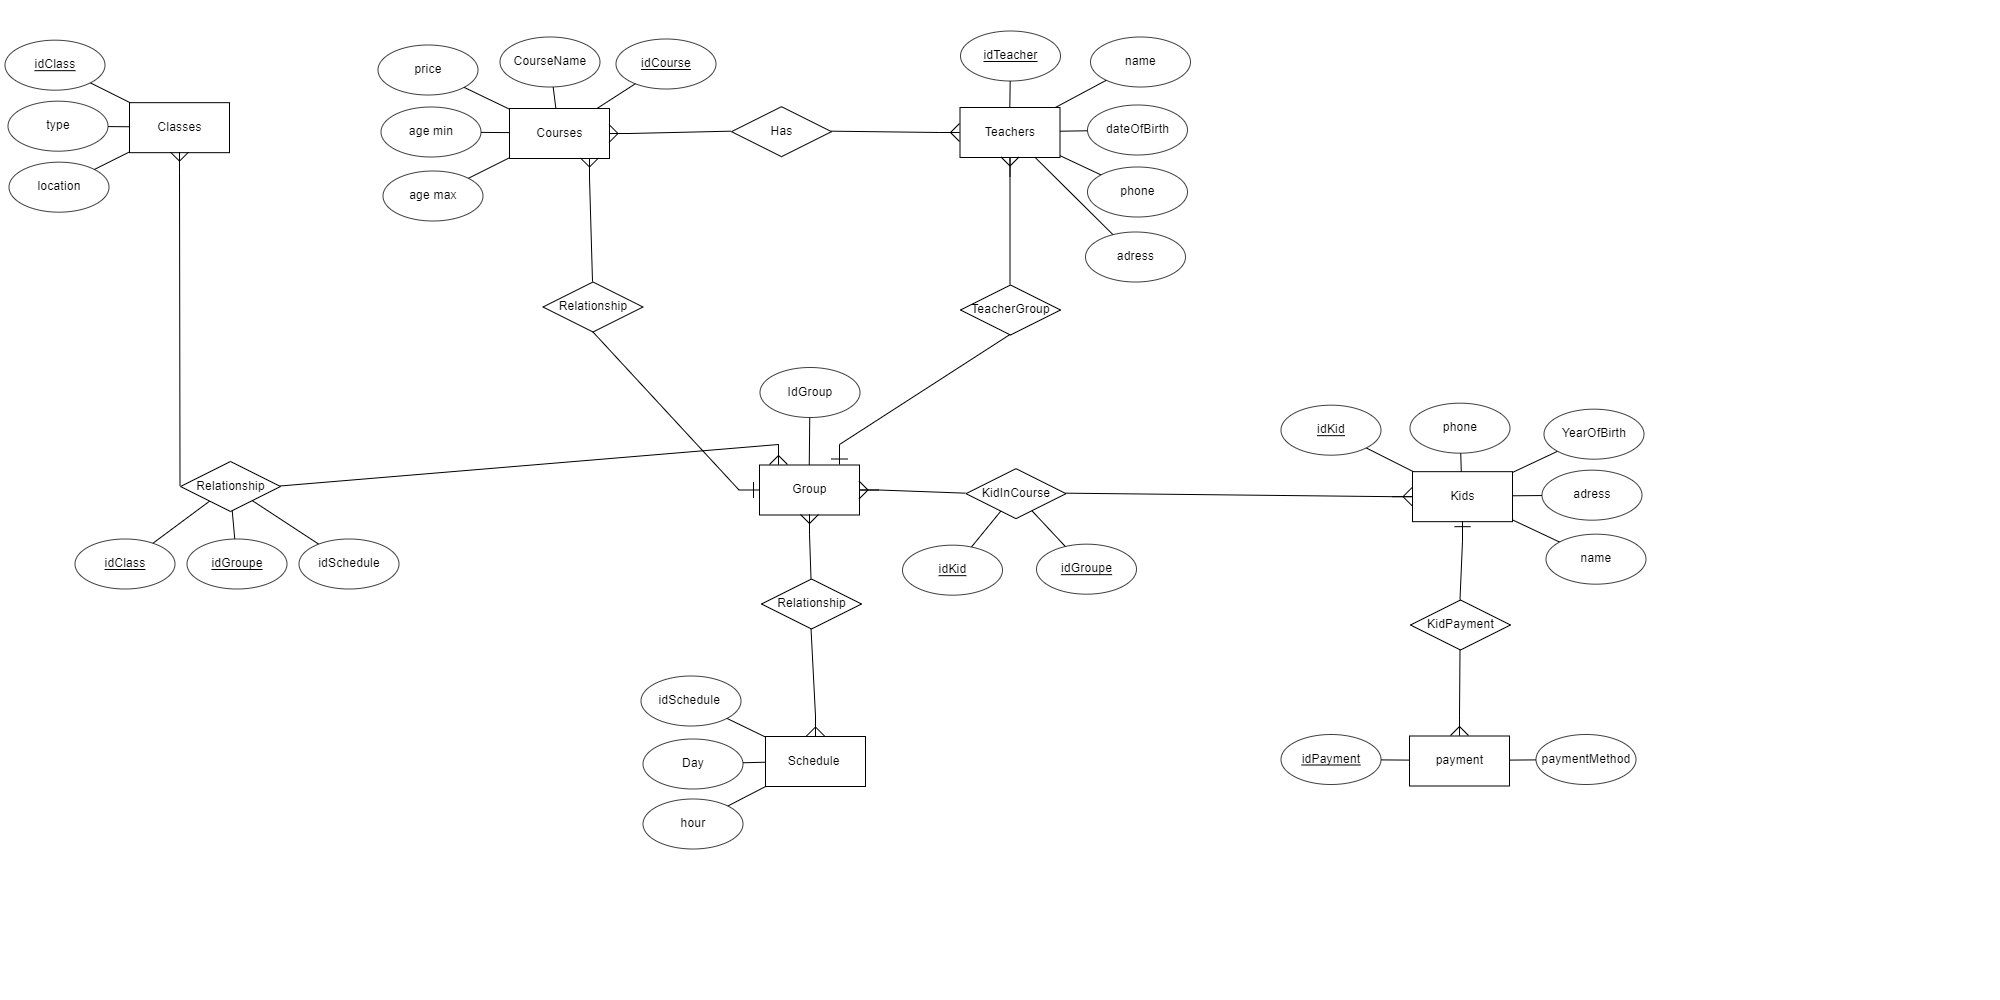 idClass
type
location
Classes
price
CourseName
idCourse
age min
age max
Courses
Has
idTeacher
name
dateOfBirth
phone
adress
Teachers
Relationship
TeacherGroup
IdGroup
Group
Relationship
idClass
idGroupe
idSchedule
KidInCourse
idKid
idGroupe
idKid
phone
YearOfBirth
adress
name
Kids
Relationship
KidPayment
idSchedule
Day
hour
Schedule
idPayment
payment
paymentMethod